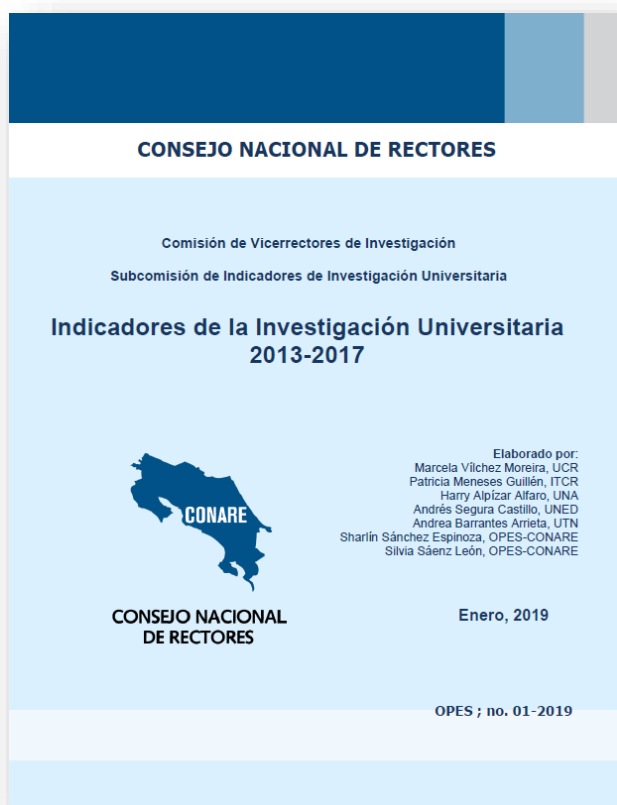 CONSEJO NACIONAL DE RECTORES
Comisión de Vicerrectores de Investigación
Subcomisión de Indicadores de Investigación Universitaria
Indicadores de la Investigación Universitaria
2013-2017
Elaborado por:
Marcela Vílchez Moreira, UCR
Patricia Meneses Guillén, ITCR
Harry Alpízar Alfaro, UNA
Andrés Segura Castillo, UNED
Andrea Barrantes Arrieta, UTN
Sharlín Sánchez Espinoza, OPES-CONARE
Silvia Sáenz León, OPES-CONARE
CONARE
CONSEJO NACIONAL
DE RECTORES
Enero, 2019
OPES ; no. 01-2019